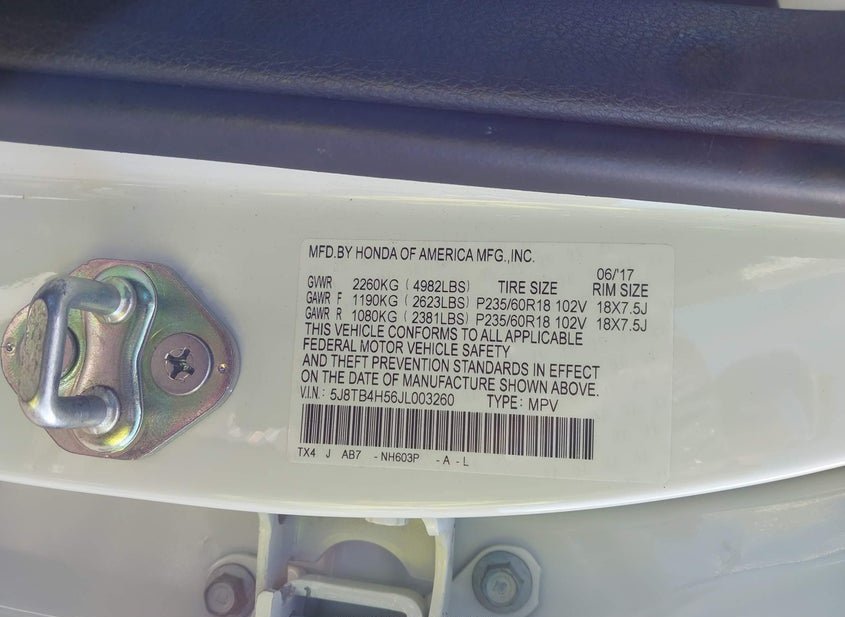 MFD.BY HONDA OF AMERICA MFG.,INC.
06/'17
GVWR 2260KG ( 4982LBS) TIRE SIZE RIM SIZE
GAWR F 1190KG ( 2623LBS) P235/60R18 102V 18X7.5J
GAWR R 1080KG ( 2381LBS) P235/60R18 102V 18X7.5J
THIS VEHICLE CONFORMS TO ALL APPLICABLE
FEDERAL MOTOR VEHICLE SAFETY
AND THEFT PREVENTION STANDARDS IN EFFECT
ON THE DATE OF MANUFACTURE SHOWN ABOVE.
V.I.N.: 5J8TB4H56JL003260 TYPE: MPV
TX4 J AB7 -NH603P -A-L